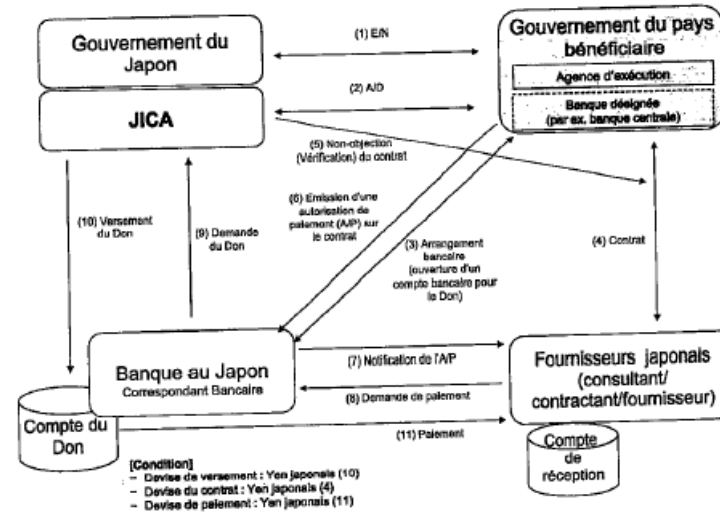 Gouvernement du
Japon
JICA
(1) E/N
(2) A/D
Gouvernement du pays
bénéficiaire
Agence d'exécution
Banque désignée
(par ex. banque centrale)
(5) Non-objection
(Vérification) du contrat
(6) Emission d'une
autorisation de
paiement (A/P) sur
le contrat
(10) Versement
du Don
(9) Demande
du Don
(3) Arrangement
bancaire
(ouverture d'un
compte bancaire pour
le Don)
(4) Contrat
Banque au Japon
Correspondant Bancaire
(7) Notification de l'A/P
(8) Demande de paiement
(11) Paiement
Fournisseurs japonais
(consultant/
contractant/fournisseur)
Compte du
Don
Compte
de
réception
[Condition]
– Devise de versement : Yen japonais (10)
– Devise du contrat : Yen japonais (4)
– Devise de paiement : Yen japonais (11)